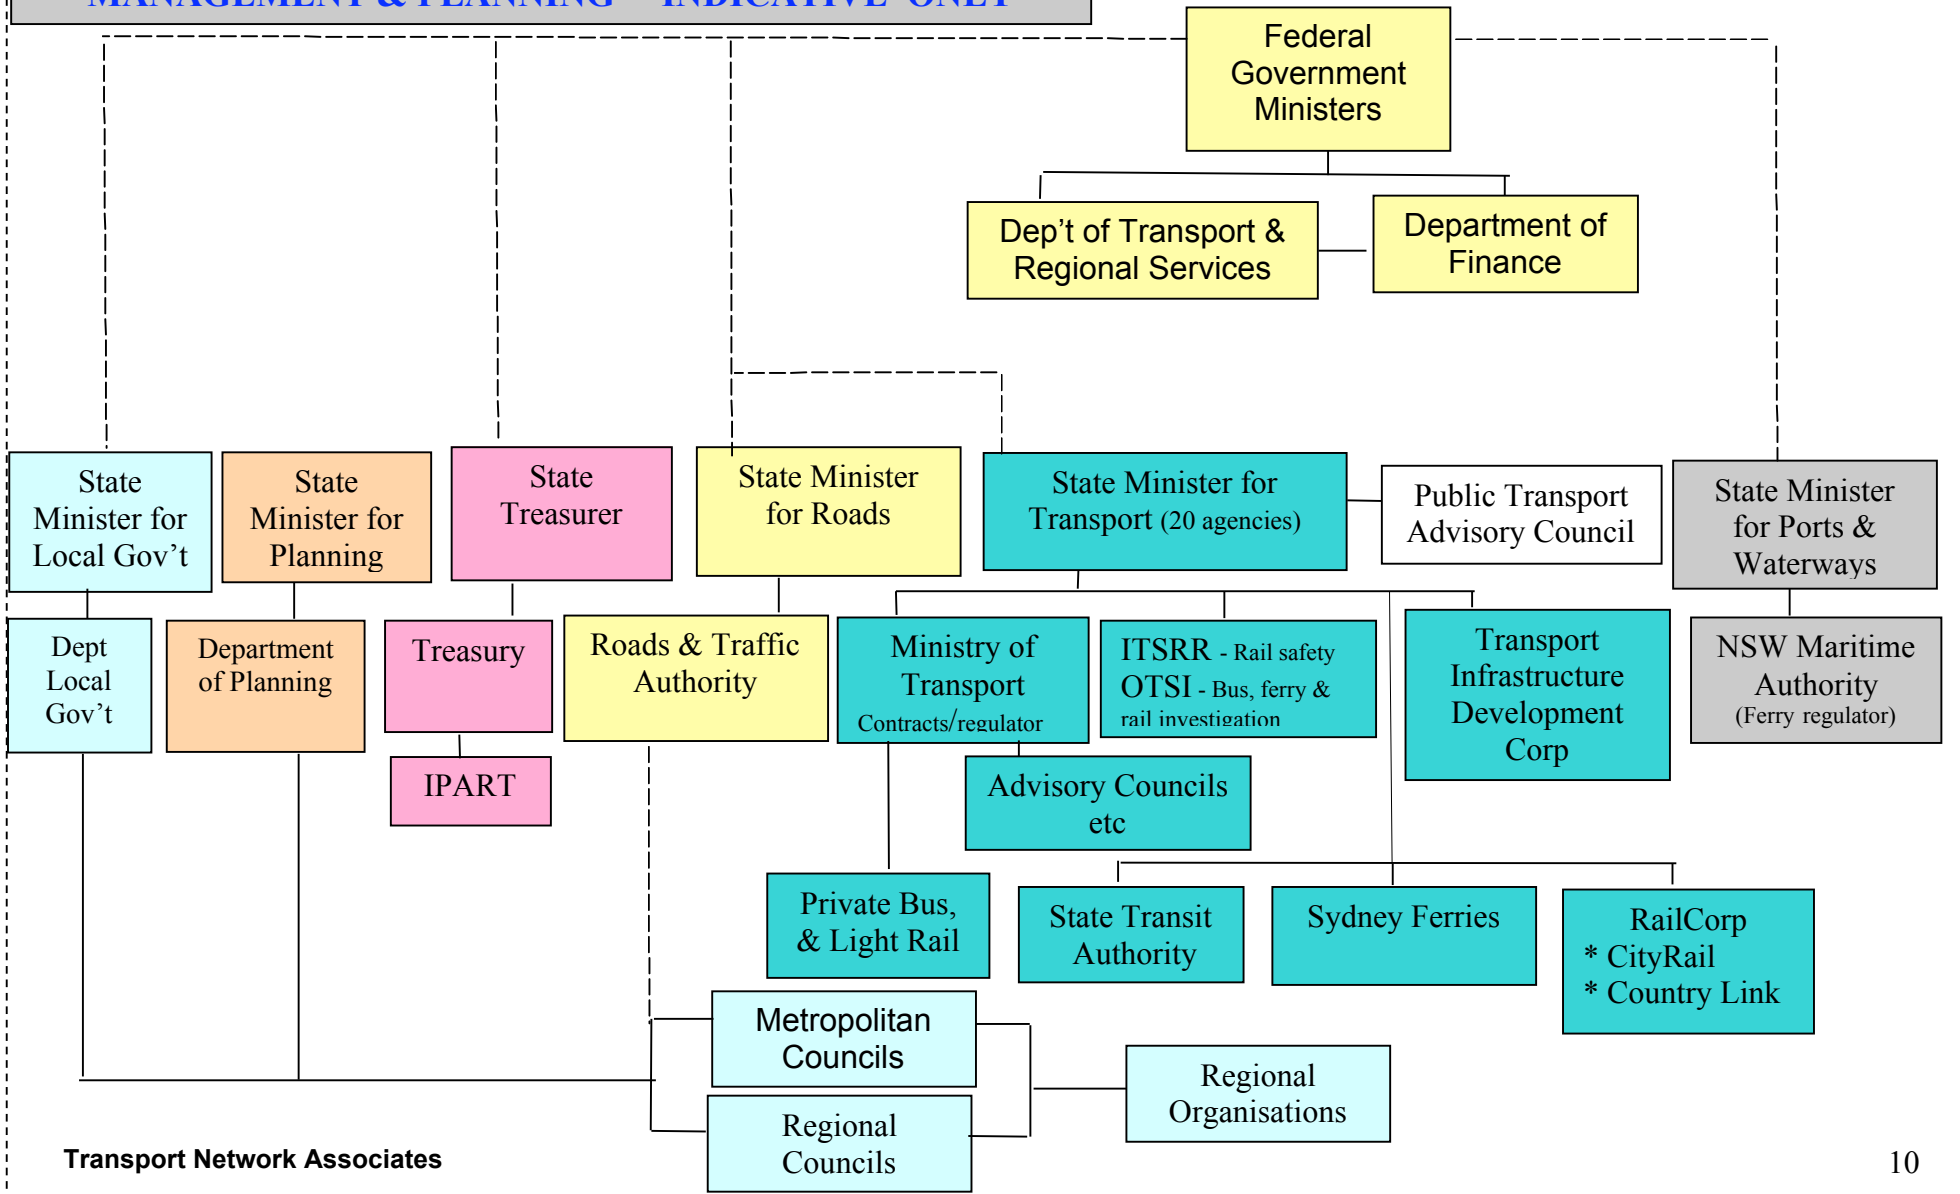 MANAGEMENT & PLANNING – INDICATIVE ONLY
Federal
Government
Ministers
Dep’t of Transport &
Regional Services
Department of
Finance
State
Minister for
Local Gov’t
State
Minister for
Planning
State
Treasurer
State Minister
for Roads
State Minister for
Transport (20 agencies)
Public Transport
Advisory Council
State Minister
for Ports &
Waterways
Dept
Local
Gov’t
Department
of Planning
Treasury
Roads & Traffic
Authority
Ministry of
Transport
Contracts/regulator
ITSRR - Rail safety
OTSI - Bus, ferry &
rail investigation
Transport
Infrastructure
Development
Corp
NSW Maritime
Authority
(Ferry regulator)
IPART
Advisory Councils
etc
Private Bus,
& Light Rail
State Transit
Authority
Sydney Ferries
RailCorp
* CityRail
* Country Link
Metropolitan
Councils
Regional
Organisations
Regional
Councils
Transport Network Associates
10